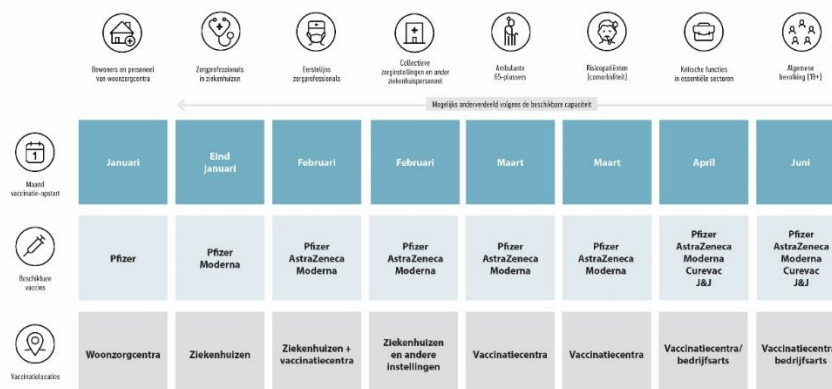 Bewoners en personeel
van woonzorgcentra
Zorgprofessionals
in ziekenhuizen
Eerstelijns
zorgprofessionals
Collectieve
zorginstellingen en ander
ziekenhuispersoneel
Ambulante
65-plussers
Risicopatiënten
(comorbiditeit)
Kritische functies
in essentiële sectoren
Algemene
bevolking (18+)
Mogelijks onderverdeeld volgens de beschikbare capaciteit
1
Maand
vaccinatie-opstart
Januari
Eind
Januari
Februari
Februari
Maart
Maart
April
Juni
Beschikbare
vaccins
Pfizer
Pfizer
Moderna
Pfizer
AstraZeneca
Moderna
Pfizer
AstraZeneca
Moderna
Pfizer
AstraZeneca
Moderna
Pfizer
AstraZeneca
Moderna
Pfizer
AstraZeneca
Moderna
Curevac
J&J
Pfizer
AstraZeneca
Moderna
Curevac
J&J
Vaccinatielocaties
Woonzorgcentra
Ziekenhuizen
Ziekenhuizen +
vaccinatiecentra
Ziekenhuizen
en andere
instellingen
Vaccinatiecentra
Vaccinatiecentra
Vaccinatiecentra/
bedrijfsarts
Vaccinatiecentra
bedrijfsarts